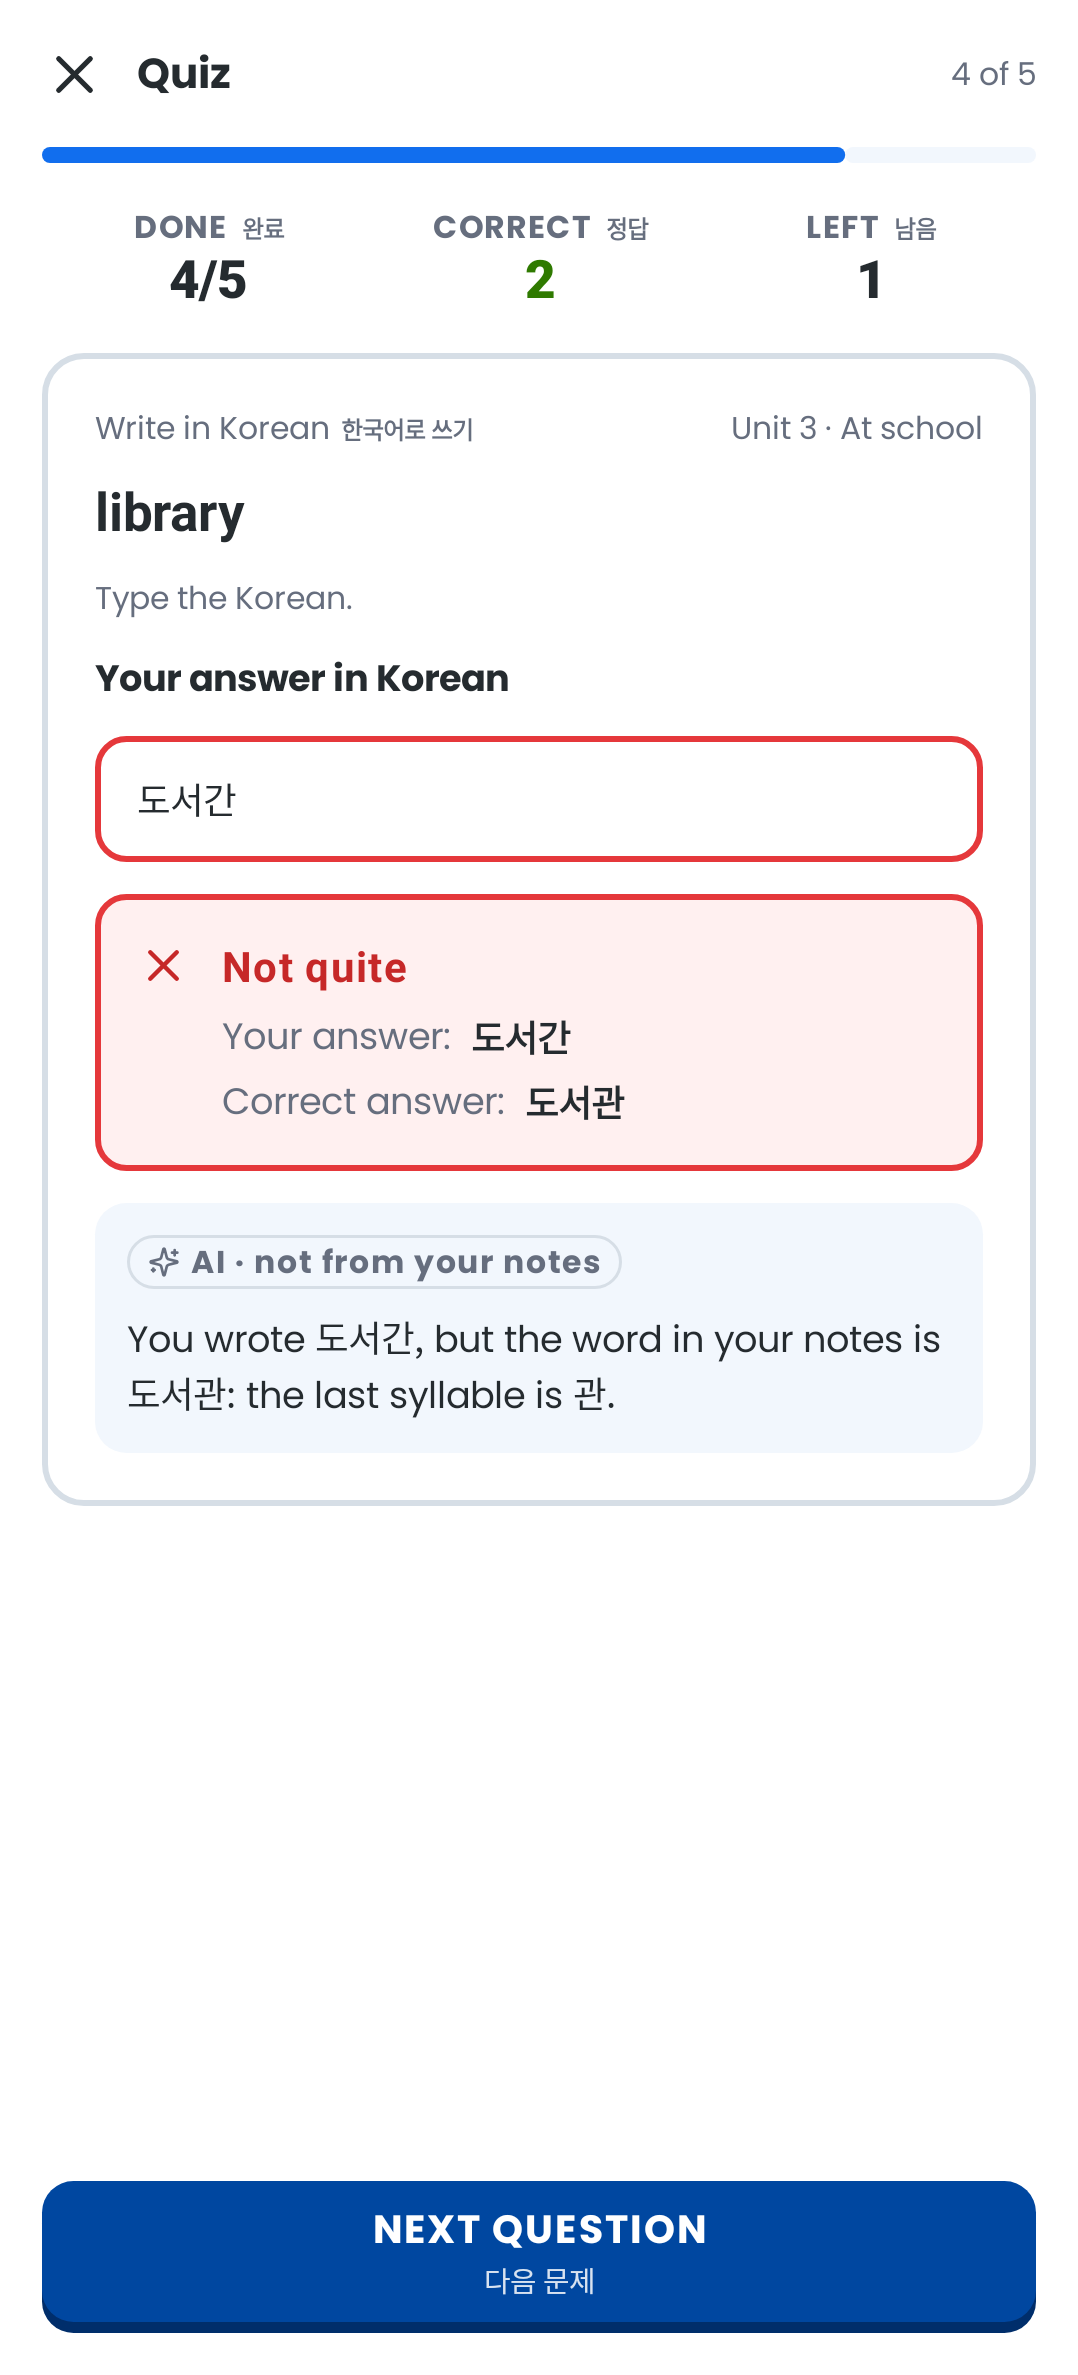 Quiz
4 of 5
DONE 완료
4/5
CORRECT 정답
2
LEFT 남음
1
Write in Korean 한국어로 쓰기
Unit 3 · At school
library
Type the Korean.
Your answer in Korean
도서간
Not quite
Your answer: 도서간
Correct answer: 도서관
AI · not from your notes
You wrote 도서간, but the word in your notes is
도서관: the last syllable is 관.
NEXT QUESTION
다음 문제